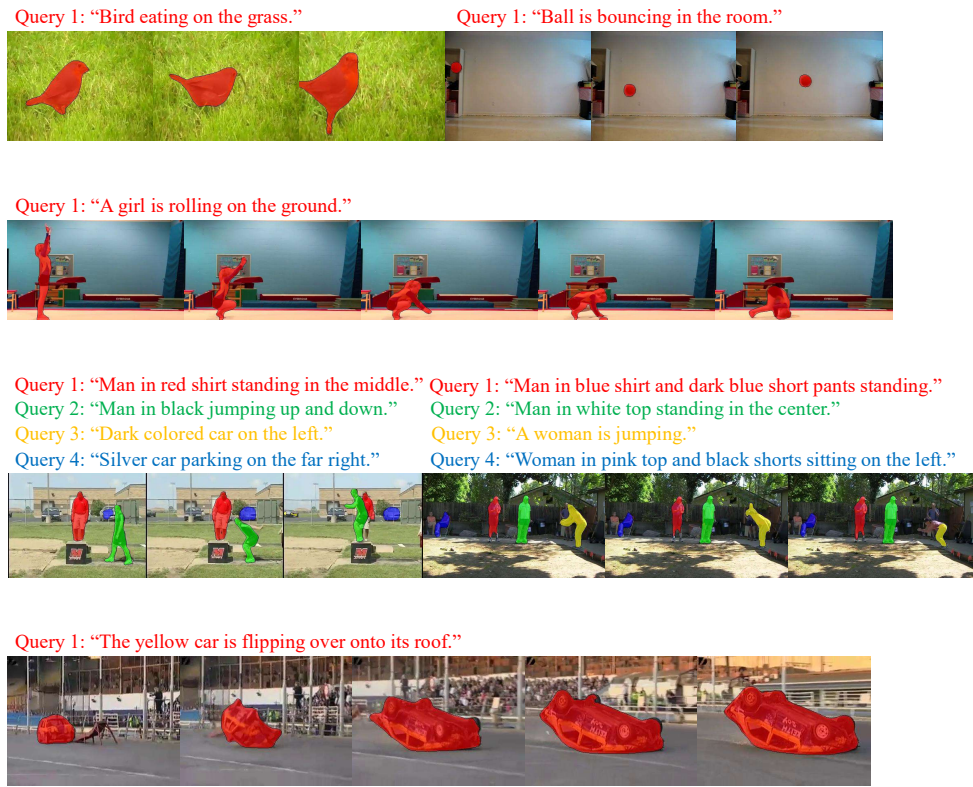 Query 1: “Bird eating on the grass.”
Query 1: “Ball is bouncing in the room.”
Query 1: “A girl is rolling on the ground.”
Query 1: “Man in red shirt standing in the middle.”
Query 2: “Man in black jumping up and down.”
Query 3: “Dark colored car on the left.”
Query 4: “Silver car parking on the far right.”
Query 1: “Man in blue shirt and dark blue short pants standing.”
Query 2: “Man in white top standing in the center.”
Query 3: “A woman is jumping.”
Query 4: “Woman in pink top and black shorts sitting on the left.”
Query 1: “The yellow car is flipping over onto its roof.”